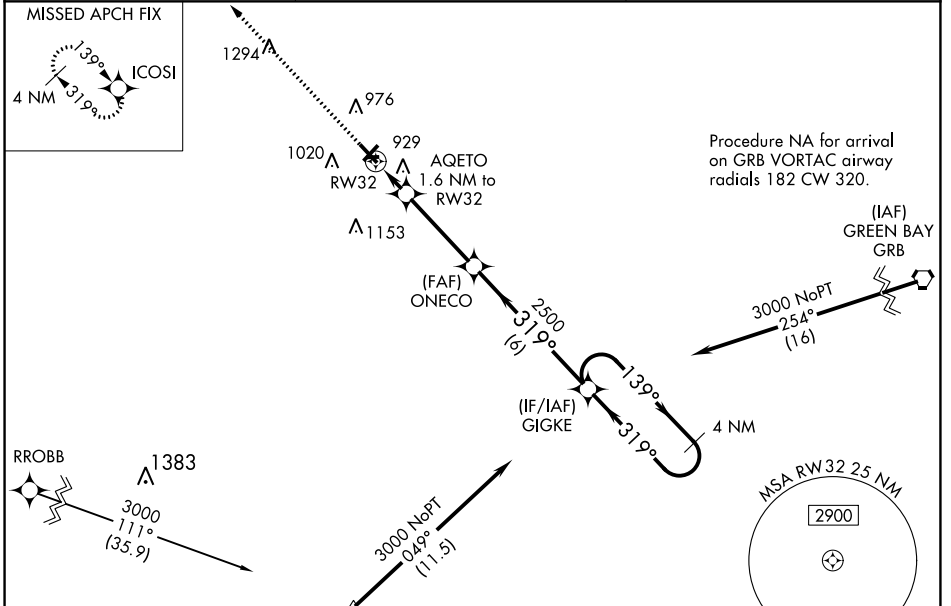 MISSED APCH FIX
139°
ICOSI
4 NM
319°
1294
976
1020
929
RW32
AQETO
1.6 NM to
RW32
1153
Procedure NA for arrival
on GRB VORTAC airway
radials 182 CW 320.
(IAF)
GREEN BAY
GRB
(FAF)
ONECO
3000 NoPT
254°
(16)
2500
319°
(6)
(IF/IAF)
GIGKE
139°
319°
4 NM
RROBB
1383
3000
111°
(35.9)
3000 NoPT
049°
(11.5)
MSA RW32 25 NM
2900